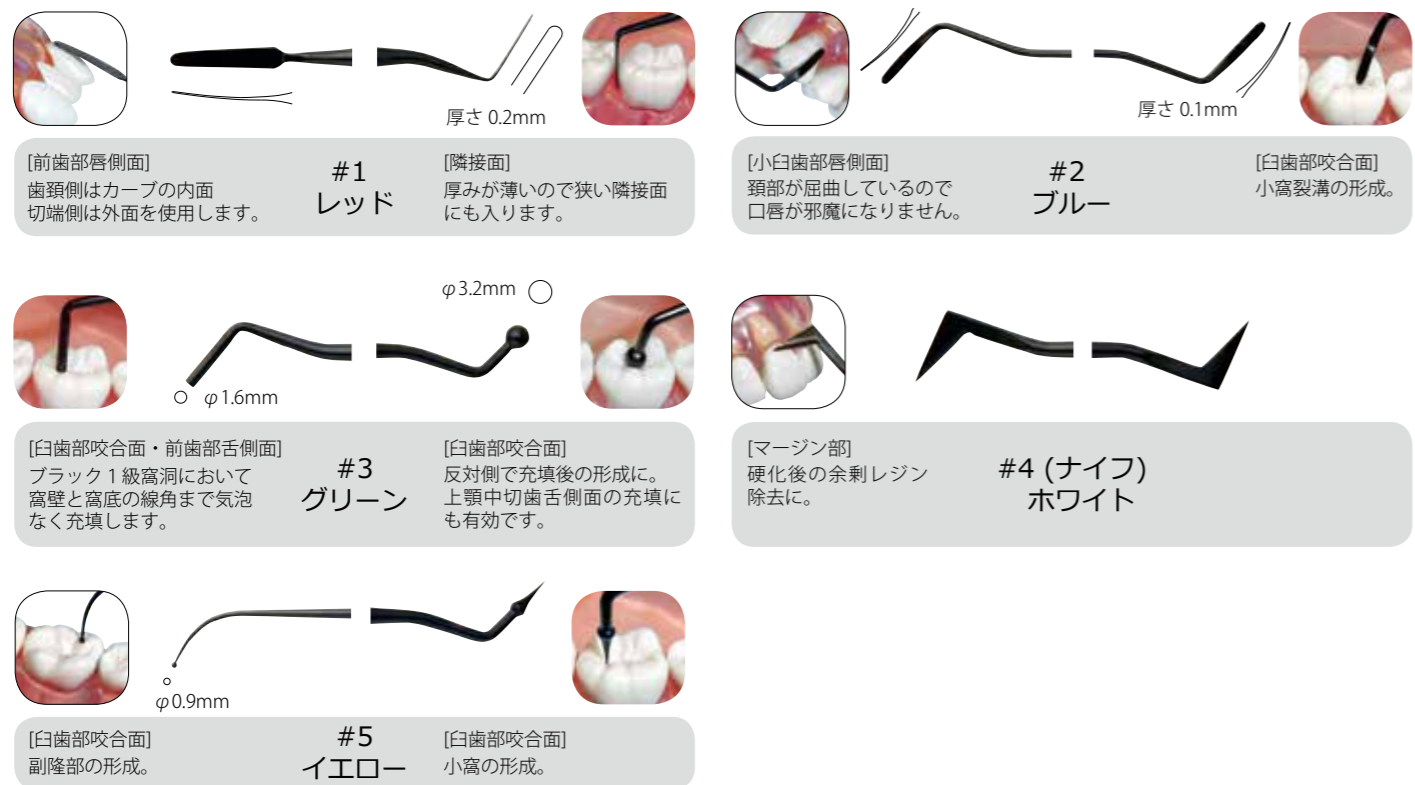 厚さ 0.2mm
[前歯部唇側面]
歯頚側はカーブの内面
切端側は外面を使用します。
#1
レッド
[隣接面]
厚みが薄いので狭い隣接面
にも入ります。
厚さ 0.1mm
[小臼歯部唇側面]
頚部が屈曲しているので
口唇が邪魔になりません。
#2
ブルー
[臼歯部咬合面]
小窩裂溝の形成。
φ3.2mm
φ1.6mm
[臼歯部咬合面・前歯部舌側面]
ブラック1級窩洞において
窩壁と窩底の線角まで気泡
なく充填します。
#3
グリーン
[臼歯部咬合面]
反対側で充填後の形成に。
上顎中切歯舌側面の充填に
も有効です。
[マージン部]
硬化後の余剰レジン
除去に。
#4 (ナイフ)
ホワイト
φ0.9mm
[臼歯部咬合面]
副隆部の形成。
#5
イエロー
[臼歯部咬合面]
小窩の形成。